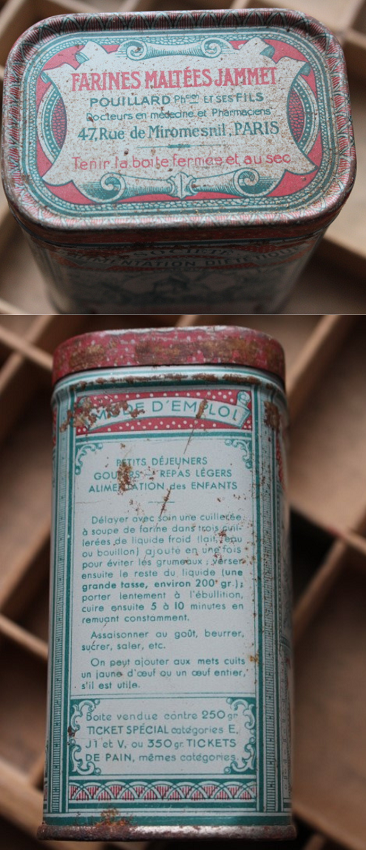 FARINES MALTÉES JAMMET
POUILLARD Phcien ET SES FILS
Docteurs en médecine et Pharmaciens
47, Rue de Miromesnil, PARIS
Tenir la boîte fermée et au sec
MODE D'EMPLOI
PETITS DÉJEUNERS
REPAS LÉGERS
ALIMENTATION des ENFANTS
Délayer avec soin une cuillerée
à soupe de farine dans trois cuil-
lerées de liquide froid (lait, eau
ou bouillon) ajouté en une fois
pour éviter les grumeaux ; verser
ensuite le reste du liquide (une
grande tasse, environ 200 gr.) ;
porter lentement à l'ébullition,
cuire ensuite 5 à 10 minutes en
remuant constamment.
Assaisonner au goût, beurrer,
sucrer, saler, etc.
On peut ajouter aux mets cuits
un jaune d'œuf ou un œuf entier,
s'il est utile.
Boîte vendue contre 250 gr
TICKET SPÉCIAL catégories E,
J1 et V, ou 350 gr. TICKETS
DE PAIN, mêmes catégories